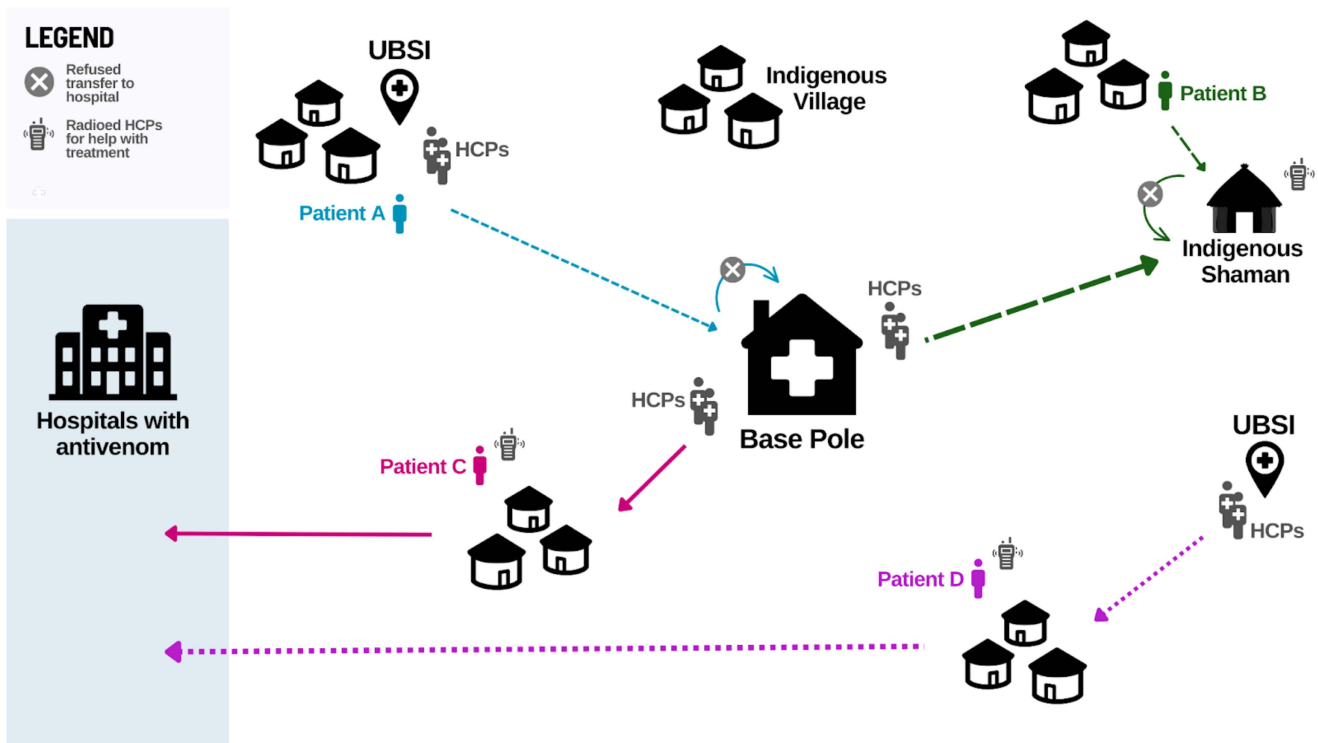 LEGEND
Refused
transfer to
hospital
Radioed HCPs
for help with
treatment
UBSI
HCPs
Patient A
Indigenous
Village
Patient B
Indigenous
Shaman
HCPs
HCPs
Base Pole
Hospitals with
antivenom
Patient C
UBSI
HCPs
Patient D